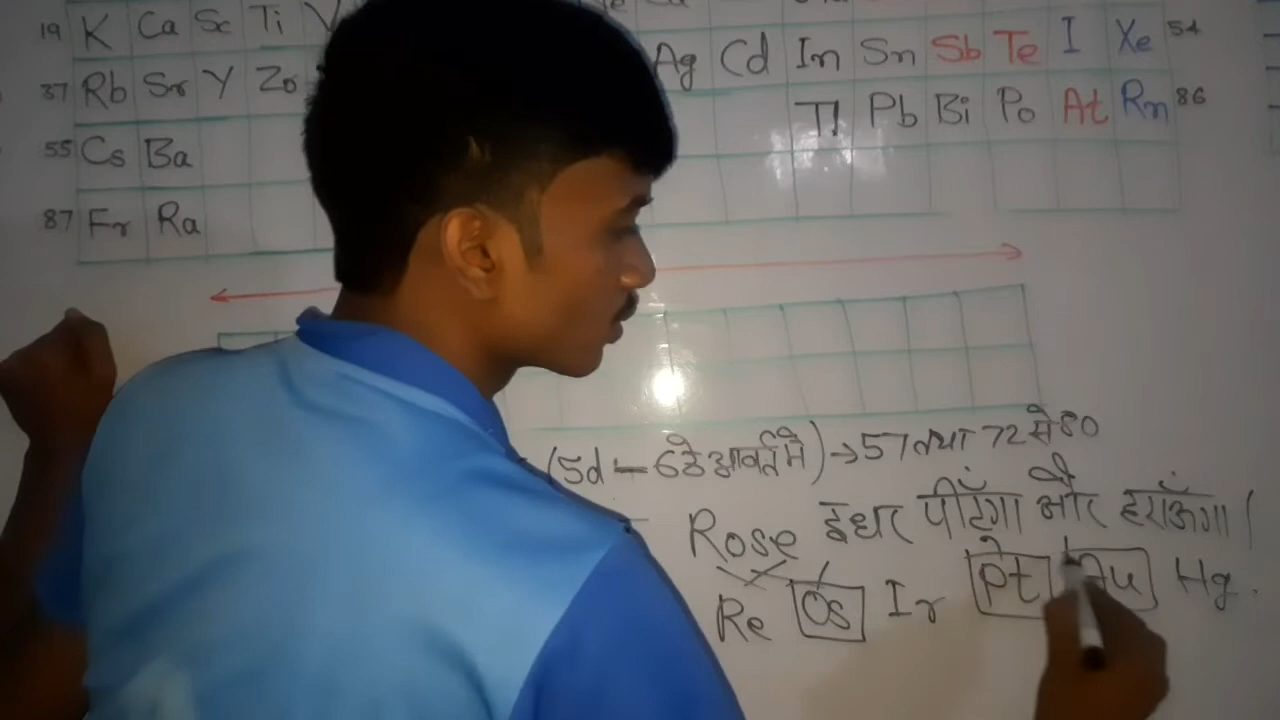 19 K Ca Sc Ti V
37 Rb Sr Y Zo Ag Cd In Sn Sb Te I Xe 54
55 Cs Ba Tl Pb Bi Po At Rn 86
87 Fr Ra
(5d – 6ठे आवर्त में) → 57 तथा 72 से 80
Rose इधर पीटूँगा और हराऊँगा।
Re Os Ir Pt Au Hg.